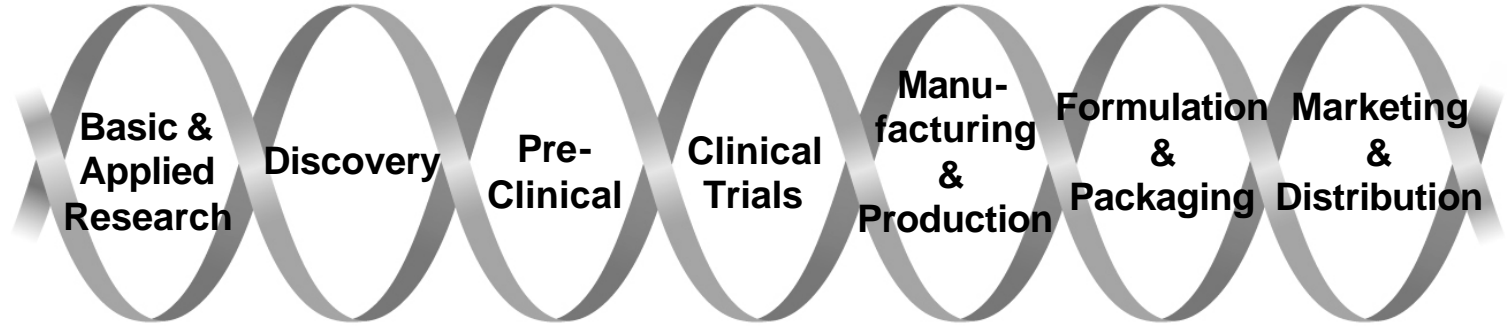 Basic &
Applied
Research
Discovery
Pre-
Clinical
Clinical
Trials
Manu-
facturing
&
Production
Formulation
&
Packaging
Marketing
&
Distribution